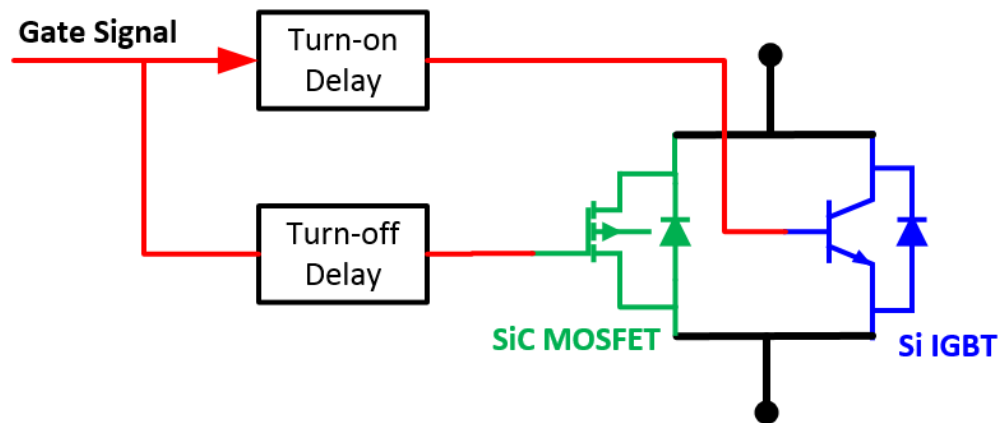 Gate Signal
Turn-on
Delay
Turn-off
Delay
SiC MOSFET
Si IGBT